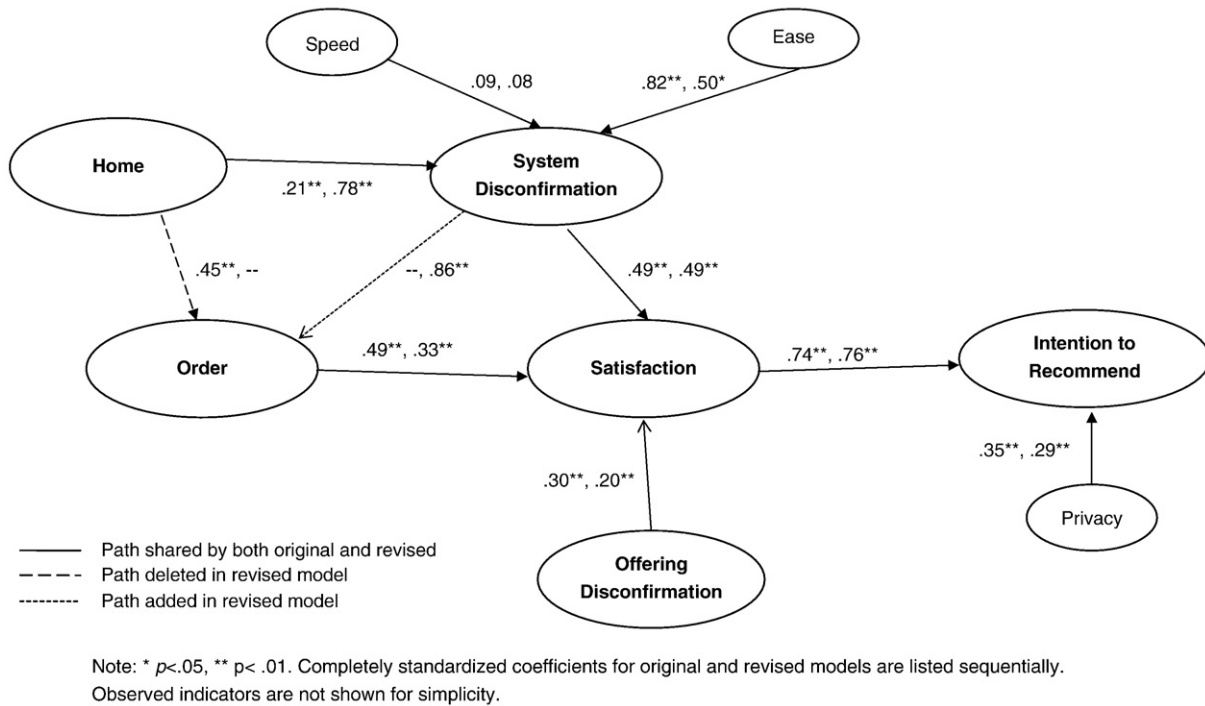 Speed
Ease
.09, .08
.82**, .50*
Home
System
Disconfirmation
.21**, .78**
.45**, --
--, .86**
.49**, .49**
Order
.49**, .33**
Satisfaction
.74**, .76**
Intention to
Recommend
.30**, .20**
.35**, .29**
Privacy
Offering
Disconfirmation
Path shared by both original and revised
Path deleted in revised model
Path added in revised model
Note: * p<.05, ** p< .01. Completely standardized coefficients for original and revised models are listed sequentially.
Observed indicators are not shown for simplicity.